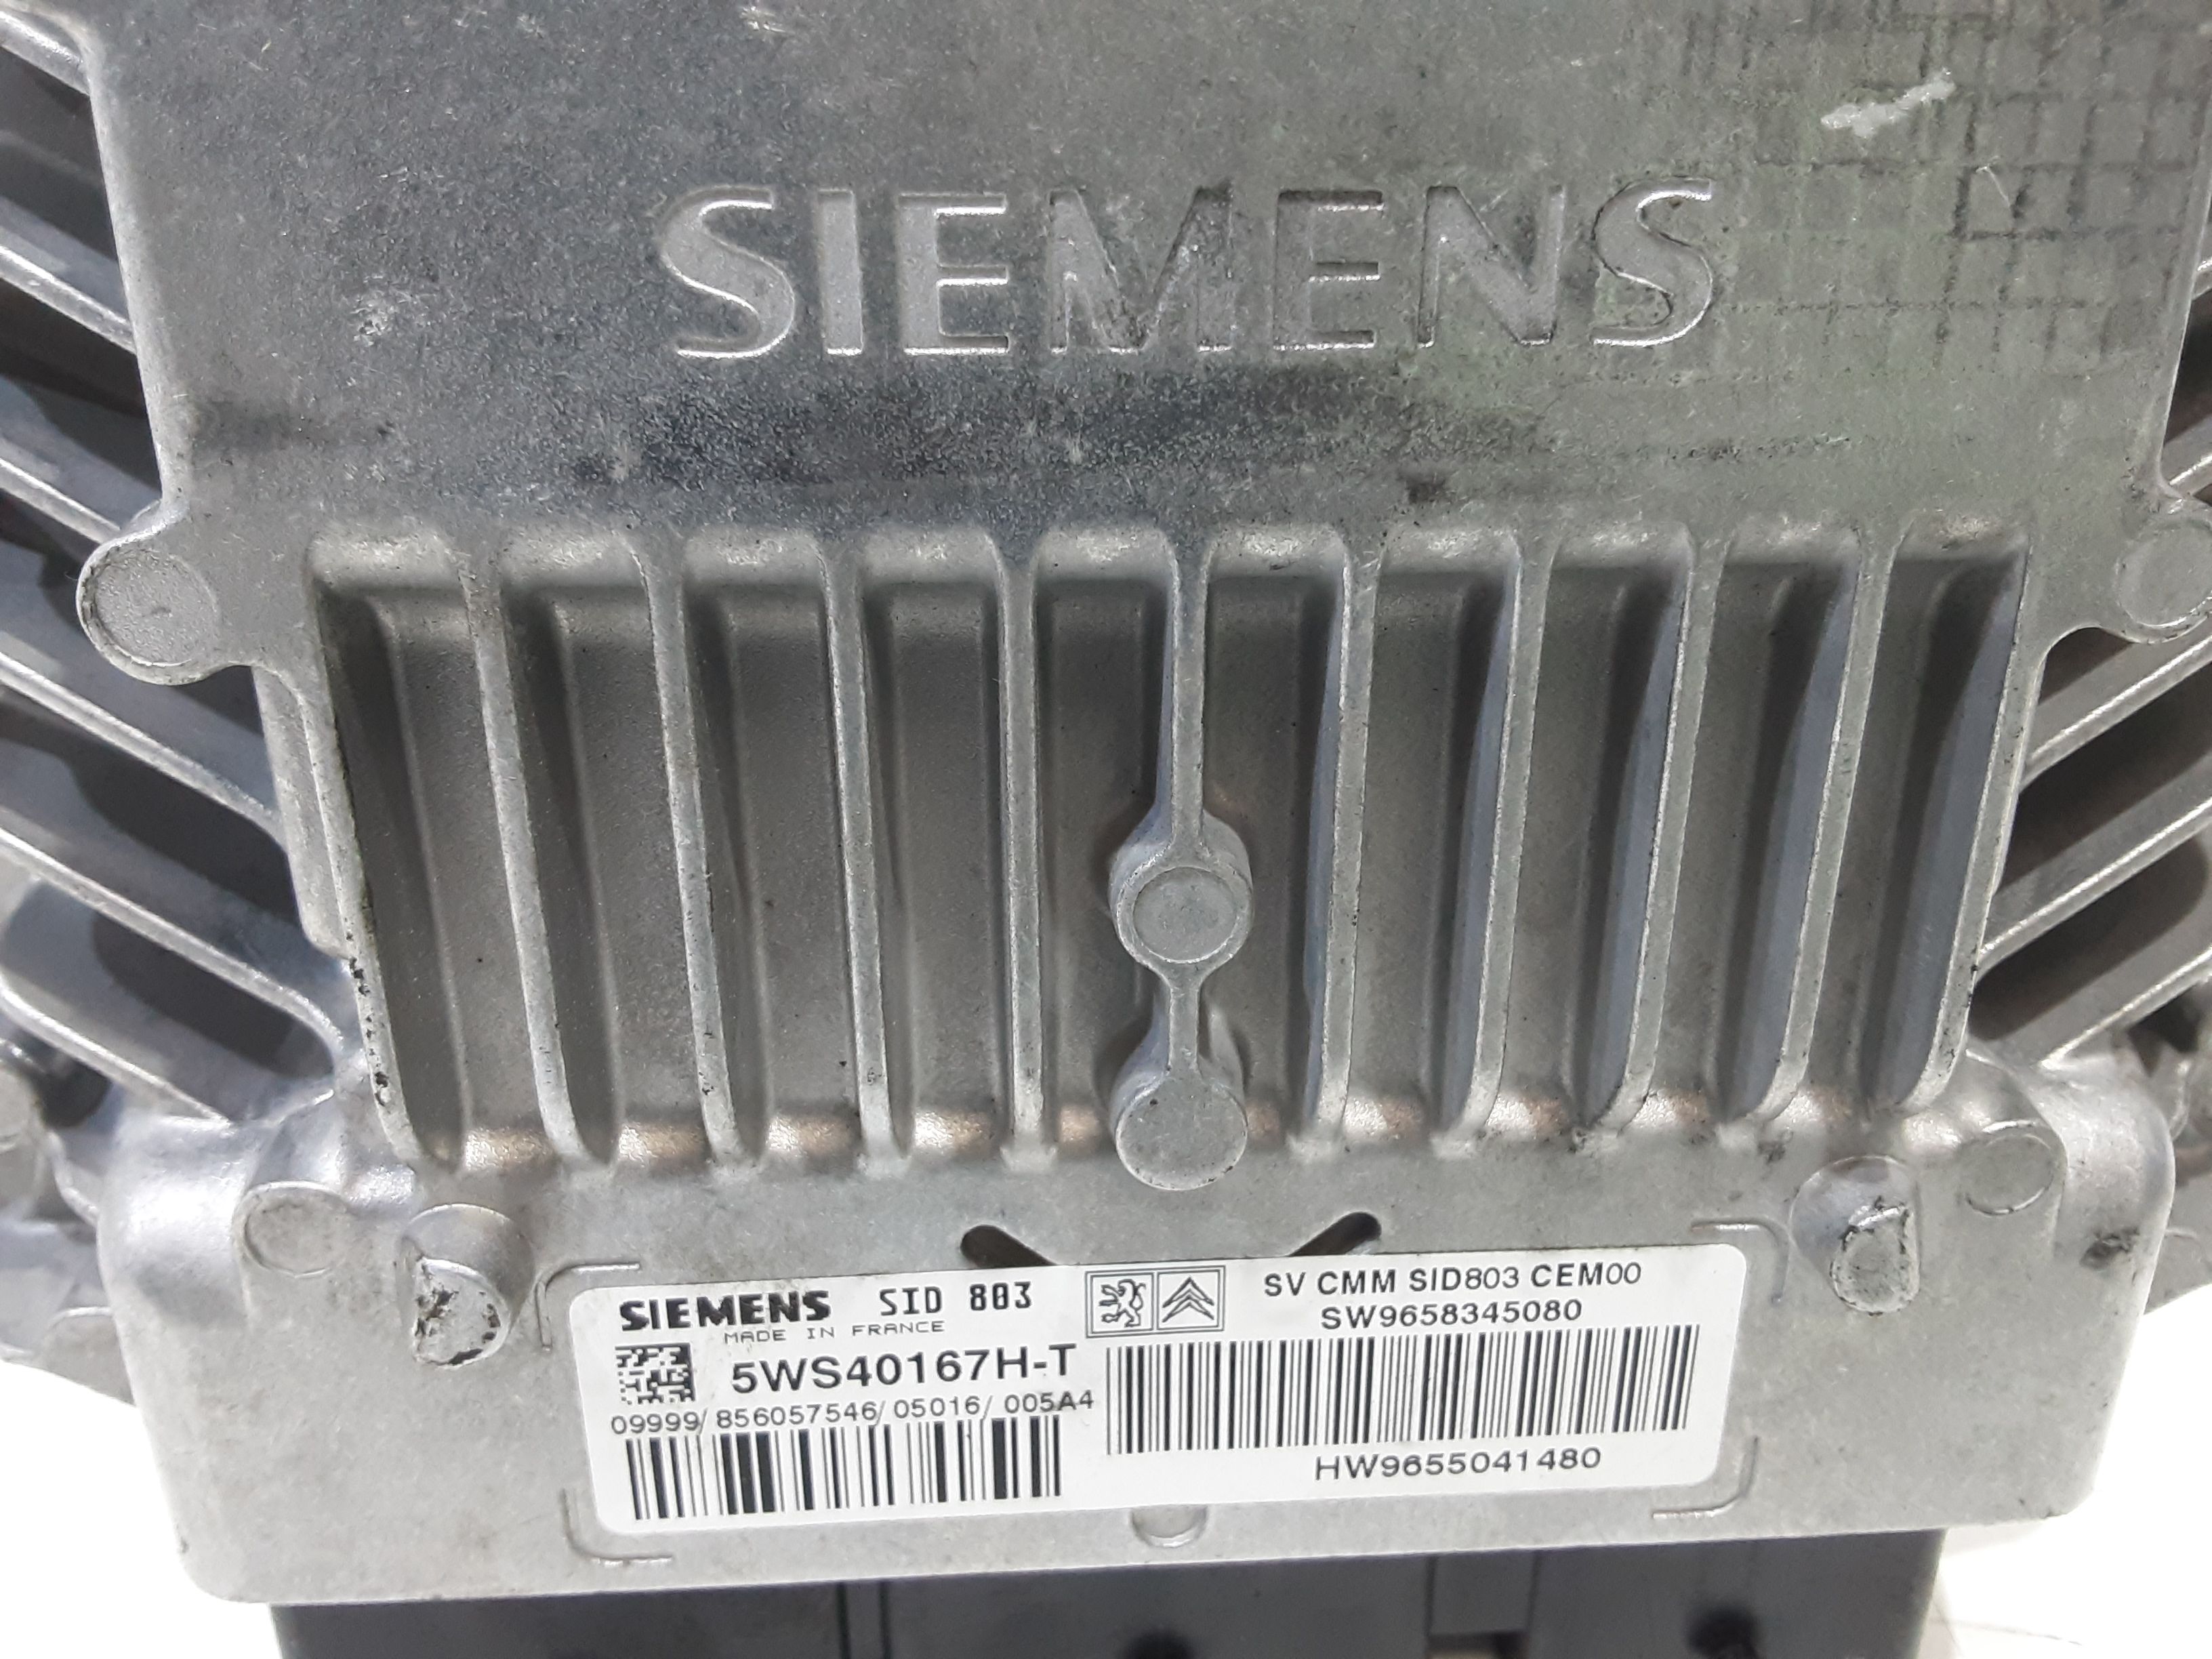 SIEMENS
SIEMENS SID 803
MADE IN FRANCE
5WS40167H-T
09999/856057546/05016/005A4
SV CMM SID803 CEM00
SW9658345080
HW9655041480